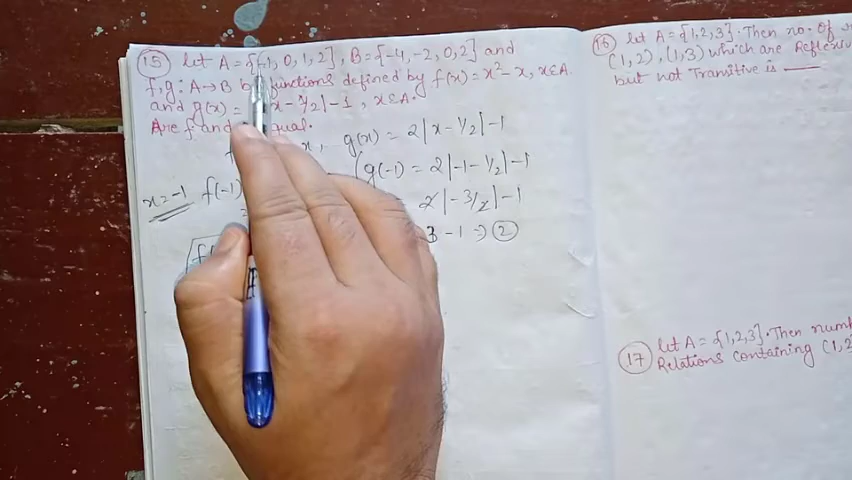 15 let A = {-1, 0, 1, 2}, B = {-4, -2, 0, 2} and
f, g : A → B be functions defined by f(x) = x² - x, x ε A
and g(x) = x - 1/2| - 1, x ε A.
Are f and equal.
x, g(x) = 2|x - 1/2| - 1
x = -1 f(-1) g(-1) = 2|-1 - 1/2| - 1
2|-3/2| - 1
3 - 1 ⇒ 2
16 let A = {1,2,3}. Then no. of
(1,2), (1,3) which are Reflexiv
but not Transitive is ___
17 let A = {1,2,3}. Then num
Relations containing (1,2